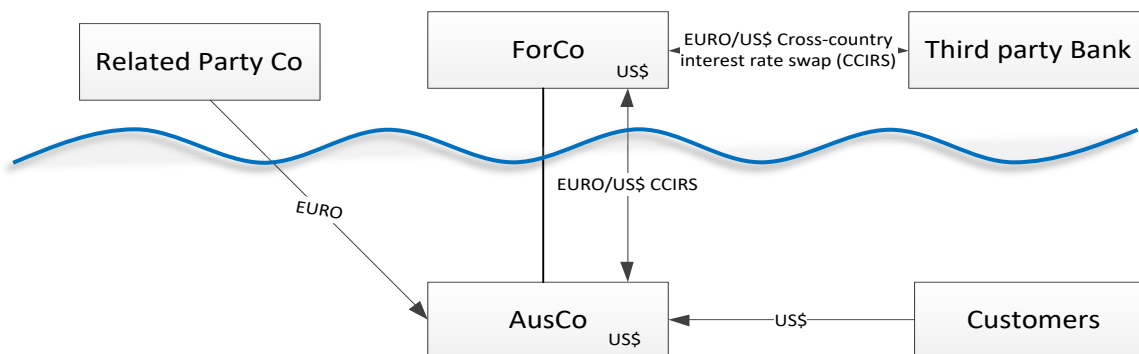 Related Party Co
ForCo
US$
EURO/US$ Cross-country
interest rate swap (CCIRS)
Third party Bank
EURO/US$ CCIRS
EURO
AusCo
US$
US$
Customers